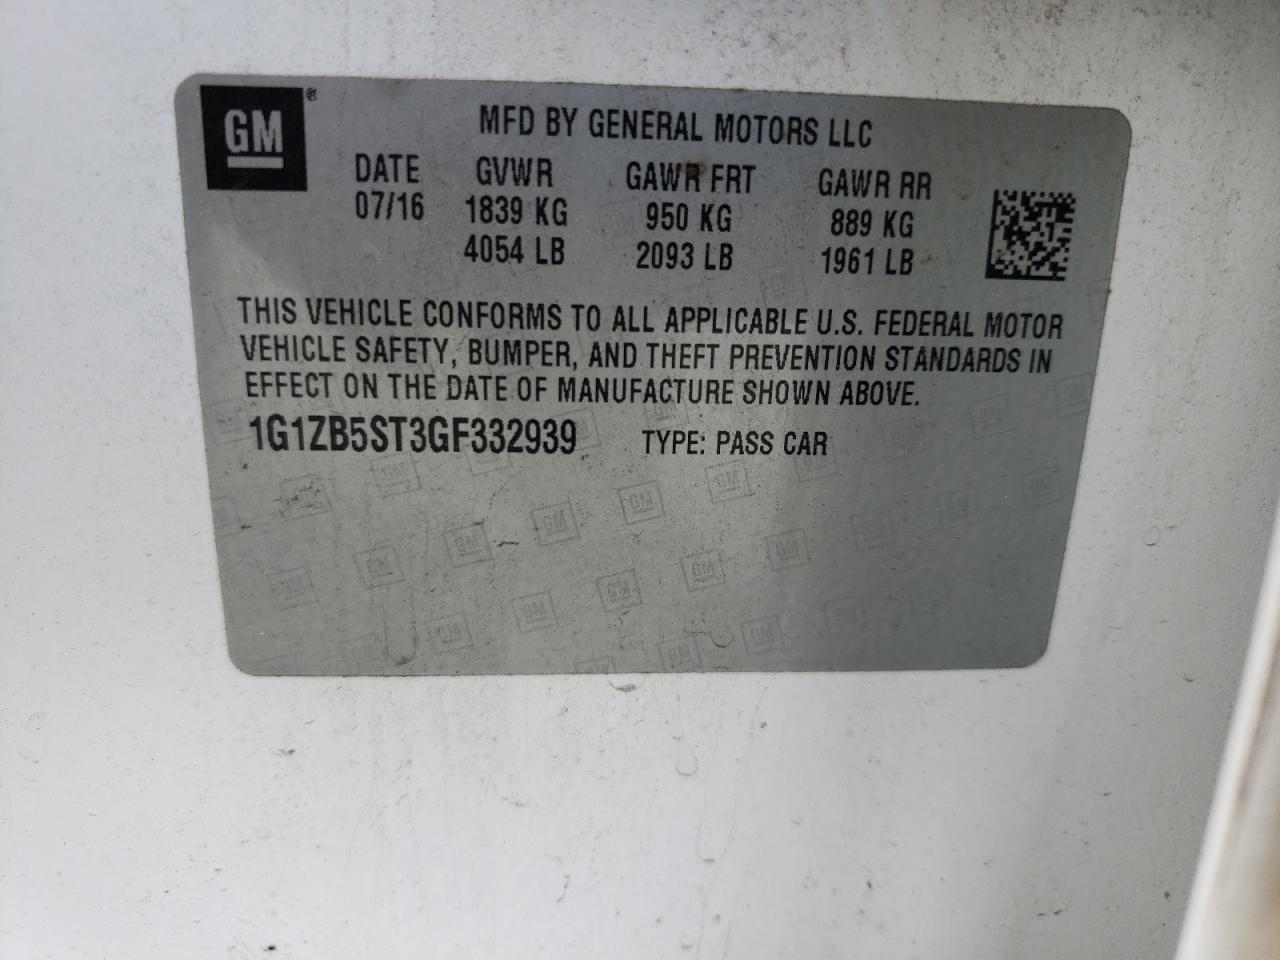 GM®
MFD BY GENERAL MOTORS LLC
DATE GVWR GAWR FRT GAWR RR
07/16 1839 KG 950 KG 889 KG
4054 LB 2093 LB 1961 LB
THIS VEHICLE CONFORMS TO ALL APPLICABLE U.S. FEDERAL MOTOR
VEHICLE SAFETY, BUMPER, AND THEFT PREVENTION STANDARDS IN
EFFECT ON THE DATE OF MANUFACTURE SHOWN ABOVE.
1G1ZB5ST3GF332939 TYPE: PASS CAR